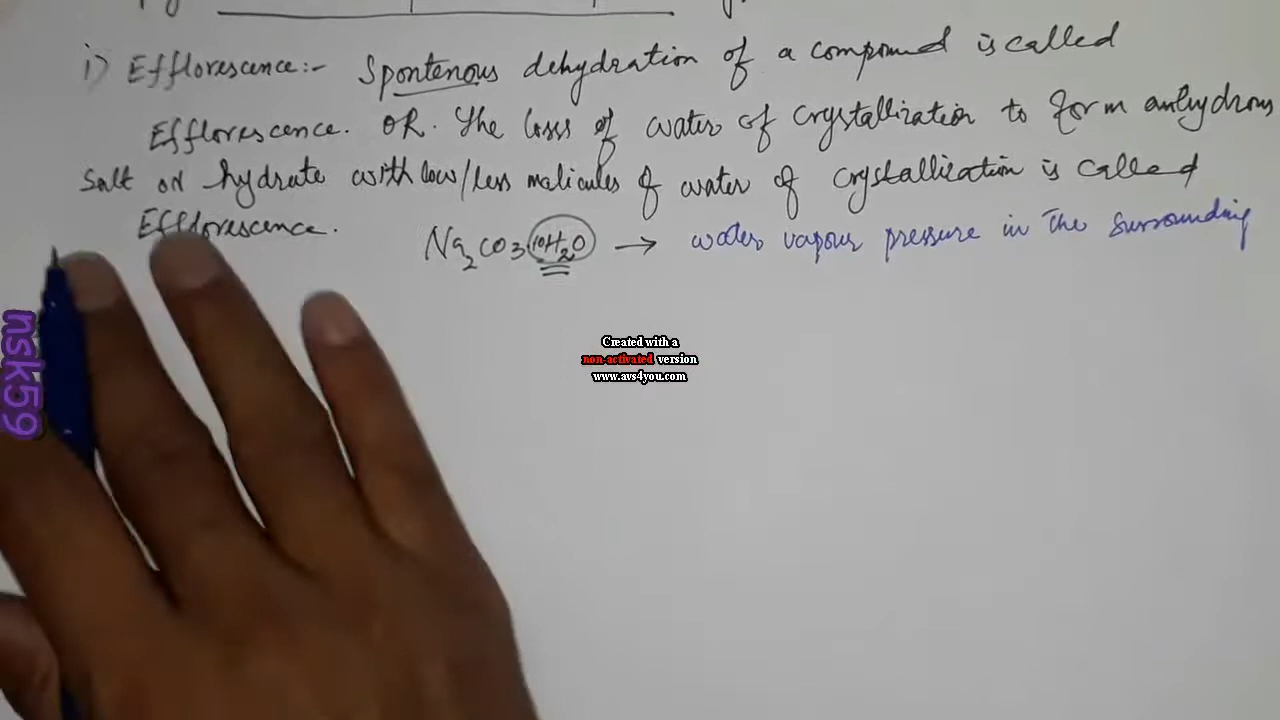 i) Efflorescence:- Spontenous dehydration of a compound is called
Efflorescence. OR. The loss of water of crystallization to form anhydrous
Salt or hydrate with low/less malicules of water of crystallization is called
Efflorescence.
Na2CO3 10H2O → water vapour pressure in the surrounding
Created with a
non-activated version
www.avs4you.com
nsk59